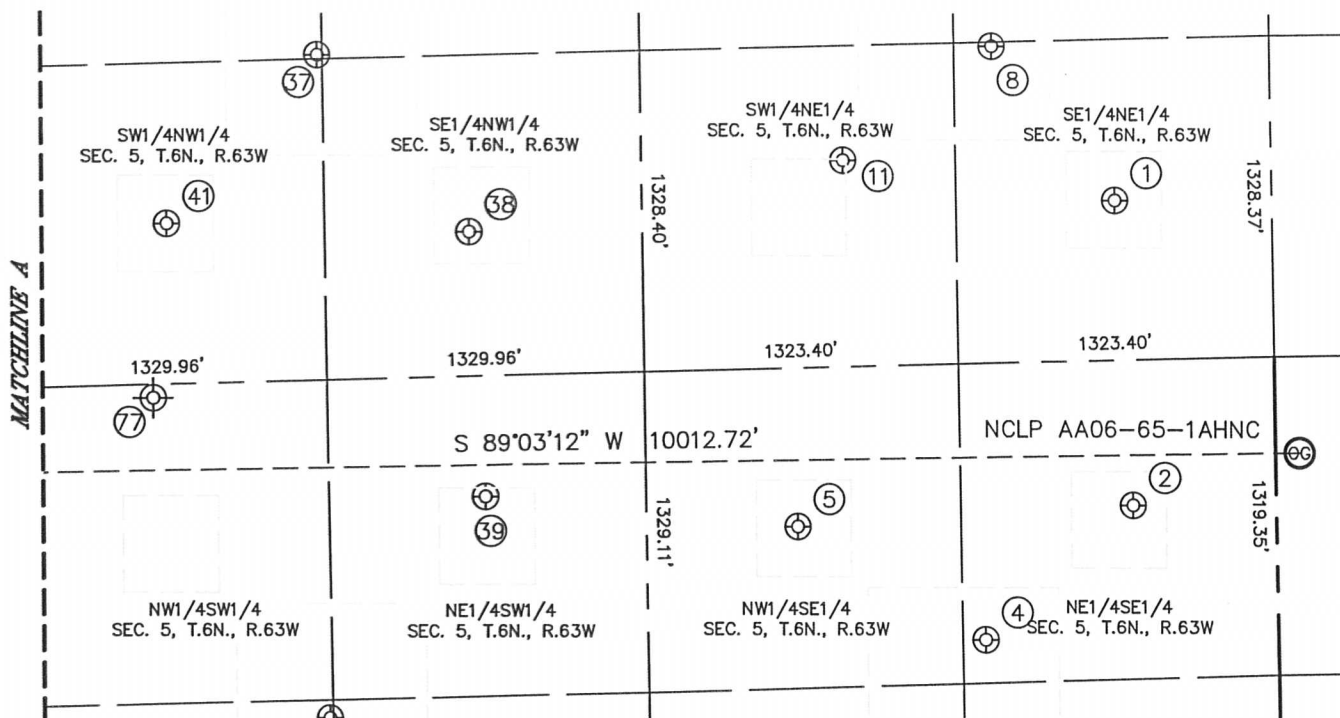 37
8
SW1/4NW1/4
SEC. 5, T.6N., R.63W
SE1/4NW1/4
SEC. 5, T.6N., R.63W
SW1/4NE1/4
SEC. 5, T.6N., R.63W
SE1/4NE1/4
SEC. 5, T.6N., R.63W
41
38
11
1
1328.40'
1328.37'
MATCHLINE A
1329.96'
1329.96'
1323.40'
1323.40'
77
S 89°03'12" W 10012.72'
NCLP AA06-65-1AHNC
OG
39
5
2
1329.11'
1319.35'
4
NW1/4SW1/4
SEC. 5, T.6N., R.63W
NE1/4SW1/4
SEC. 5, T.6N., R.63W
NW1/4SE1/4
SEC. 5, T.6N., R.63W
NE1/4SE1/4
SEC. 5, T.6N., R.63W